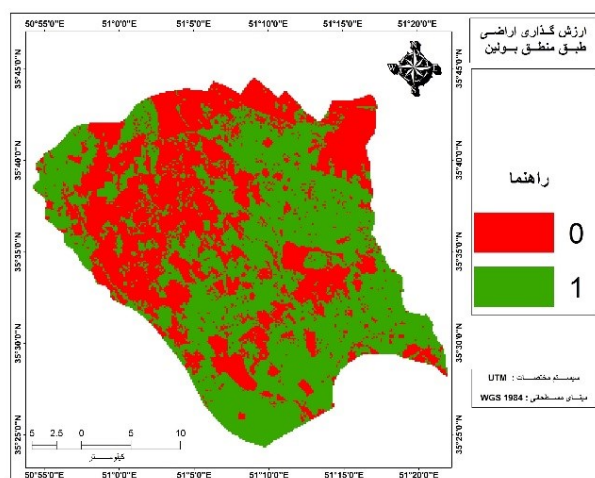 50°55'0"E 51°0'0"E 51°5'0"E 51°10'0"E 51°15'0"E 51°20'0"E
ارزش گذاری اراضی
طبق منطق بولین
35°45'0"N 35°45'0"N
35°40'0"N 35°40'0"N
35°35'0"N 35°35'0"N
35°30'0"N 35°30'0"N
35°25'0"N 35°25'0"N
راهنما
0
1
سیستم مختصات : UTM
مبنای مسطحاتی : WGS 1984
5 2.5 0 5 10
کیلومتر
50°55'0"E 51°0'0"E 51°5'0"E 51°10'0"E 51°15'0"E 51°20'0"E